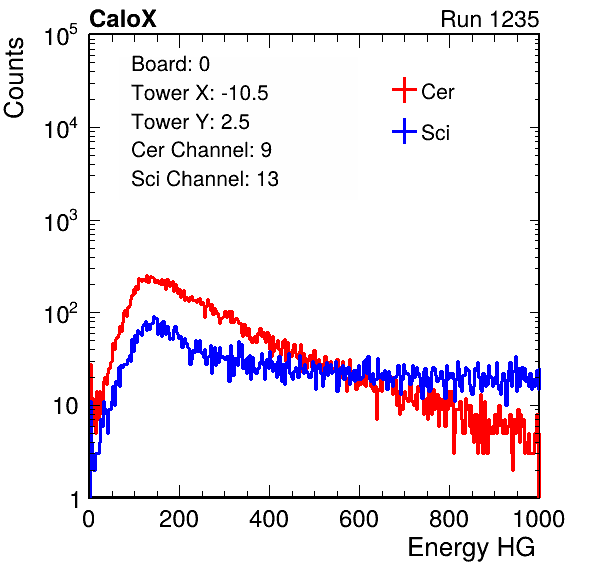 CaloX Run 1235
Counts
Board: 0
Tower X: -10.5
Tower Y: 2.5
Cer Channel: 9
Sci Channel: 13
Cer
Sci
10^5
10^4
10^3
10^2
10
1
0 200 400 600 800 1000
Energy HG